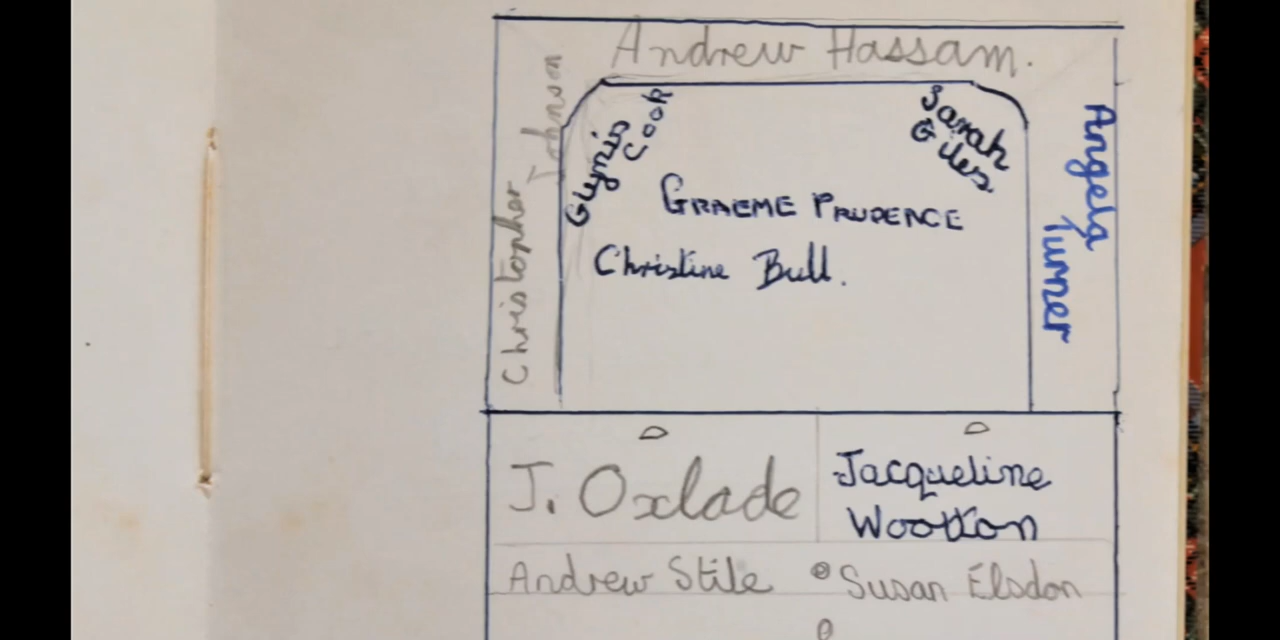 Andrew Hassam.
Christopher
Johnson
Glynis
Cook
Sarah
Giles
Angela
Turner
GRAEME PRUDENCE
Christine Bull.
J. Oxlade
Jacqueline
Wootton
Andrew Stile
Susan Elsdon